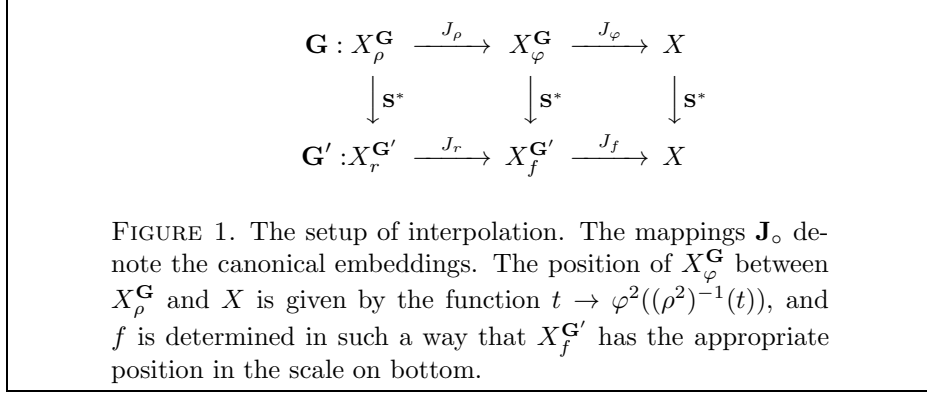 G : X_ρ^G —J_ρ→ X_φ^G —J_φ→ X
↓ s* ↓ s* ↓ s*
G′ : X_r^G′ —J_r→ X_f^G′ —J_f→ X
FIGURE 1. The setup of interpolation. The mappings J_∘ de-
note the canonical embeddings. The position of X_φ^G between
X_ρ^G and X is given by the function t → φ²((ρ²)⁻¹(t)), and
f is determined in such a way that X_f^G′ has the appropriate
position in the scale on bottom.